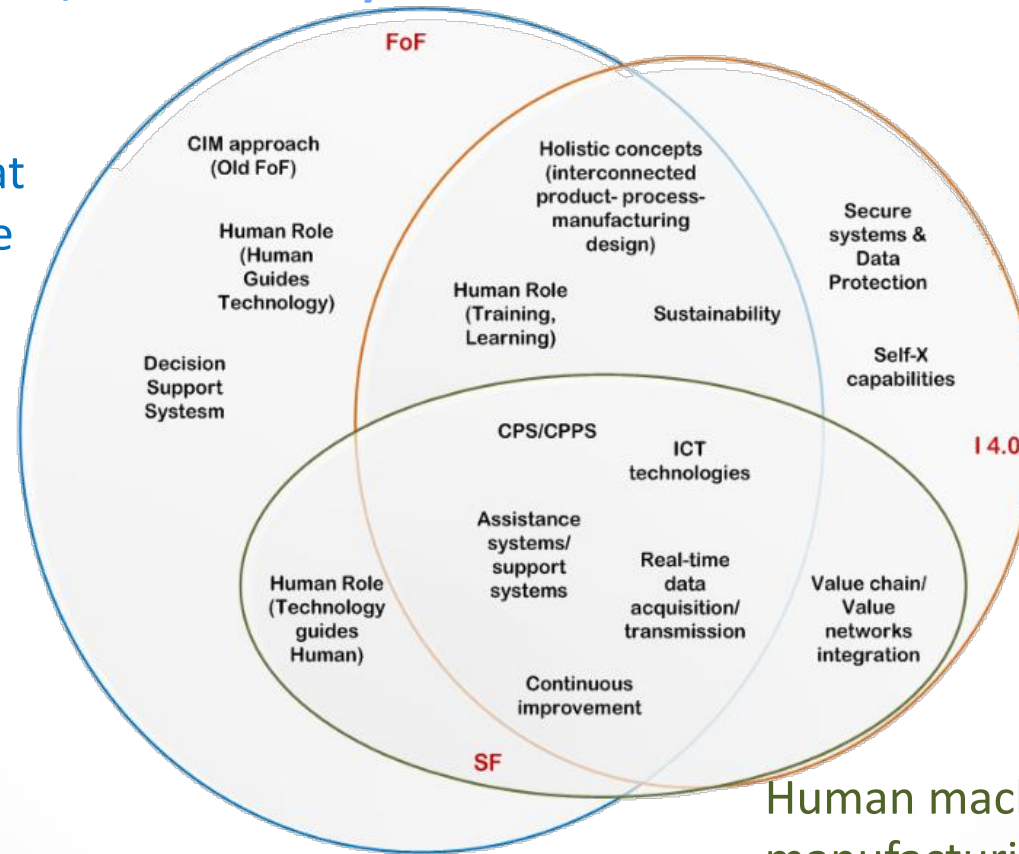 FoF
CIM approach
(Old FoF)
Human Role
(Human
Guides
Technology)
Decision
Support
Systesm
Holistic concepts
(interconnected
product- process-
manufacturing
design)
Human Role
(Training,
Learning)
Sustainability
Secure
systems &
Data
Protection
Self-X
capabilities
I 4.0
CPS/CPPS
ICT
technologies
Assistance
systems/
support
systems
Real-time
data
acquisition/
transmission
Human Role
(Technology
guides
Human)
Value chain/
Value
networks
integration
Continuous
improvement
SF
Human